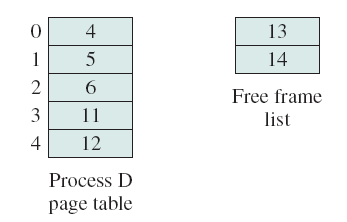 0 4
1 5
2 6
3 11
4 12
Process D
page table
13
14
Free frame
list